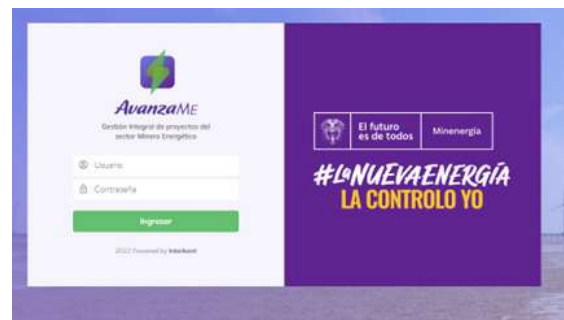 AvanzaME
Gestión Integral de proyectos del
sector Minero Energético
Usuario
Contraseña
Ingresar
2022 Powered by
El futuro
es de todos
Minenergía
#LaNUEVAENERGÍA
LA CONTROLO YO